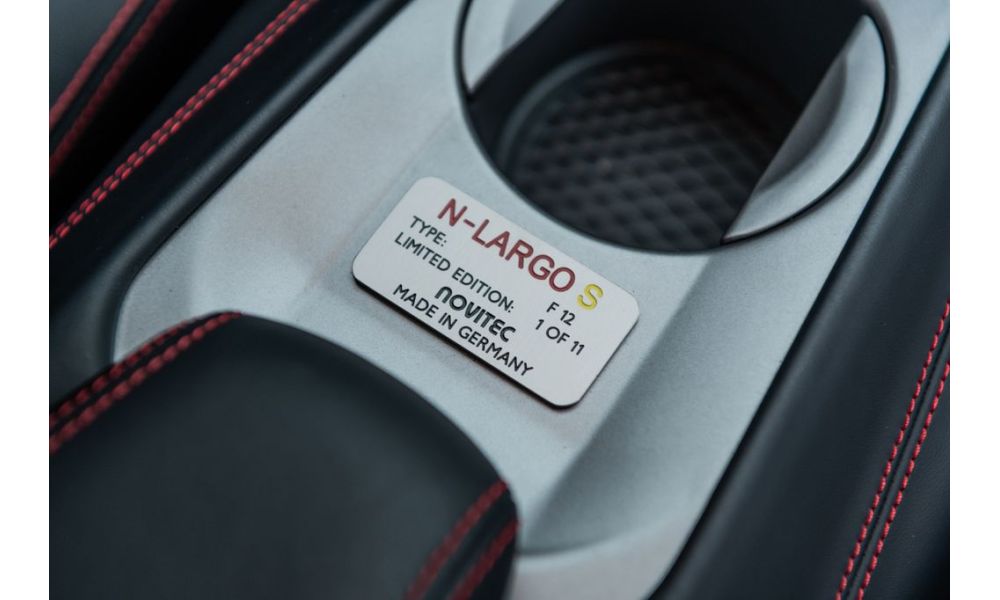 N-LARGO S
TYPE: F 12
LIMITED EDITION: 1 OF 11
NOVITEC
MADE IN GERMANY